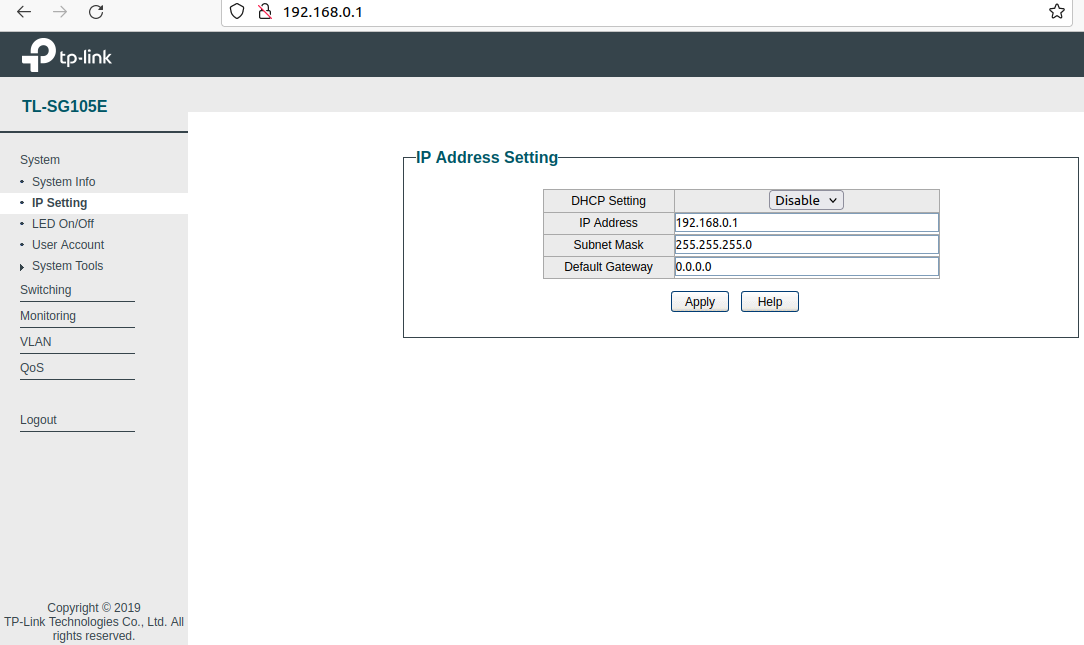 192.168.0.1
tp-link
TL-SG105E
System
System Info
IP Setting
LED On/Off
User Account
System Tools
Switching
Monitoring
VLAN
QoS
Logout
Copyright © 2019
TP-Link Technologies Co., Ltd. All
rights reserved.
IP Address Setting
DHCP Setting Disable
IP Address 192.168.0.1
Subnet Mask 255.255.255.0
Default Gateway 0.0.0.0
Apply Help